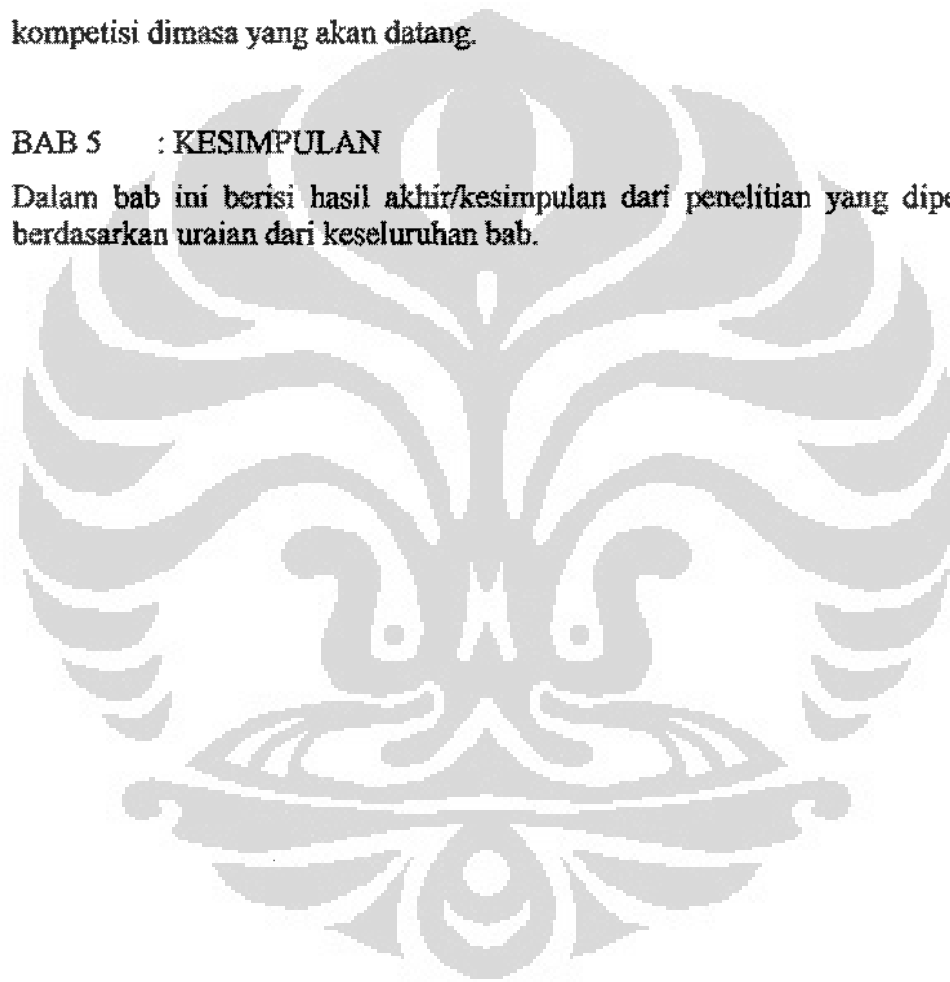 kompetisi dimasa yang akan datang.
BAB 5 : KESIMPULAN
Dalam bab ini berisi hasil akhir/kesimpulan dari penelitian yang
berdasarkan uraian dari keseluruhan bab.